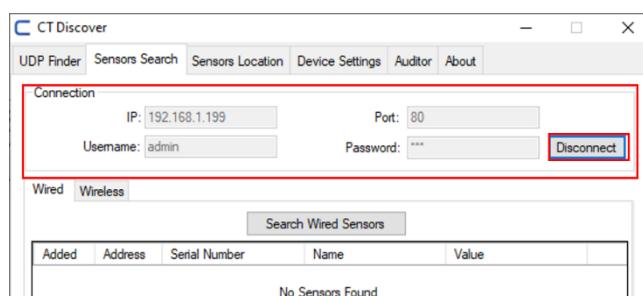 CT Discover
UDP Finder Sensors Search Sensors Location Device Settings Auditor About
Connection
IP: 192.168.1.199 Port: 80
Username: admin Password: *** Disconnect
Wired Wireless
Search Wired Sensors
Added Address Serial Number Name Value
No Sensors Found